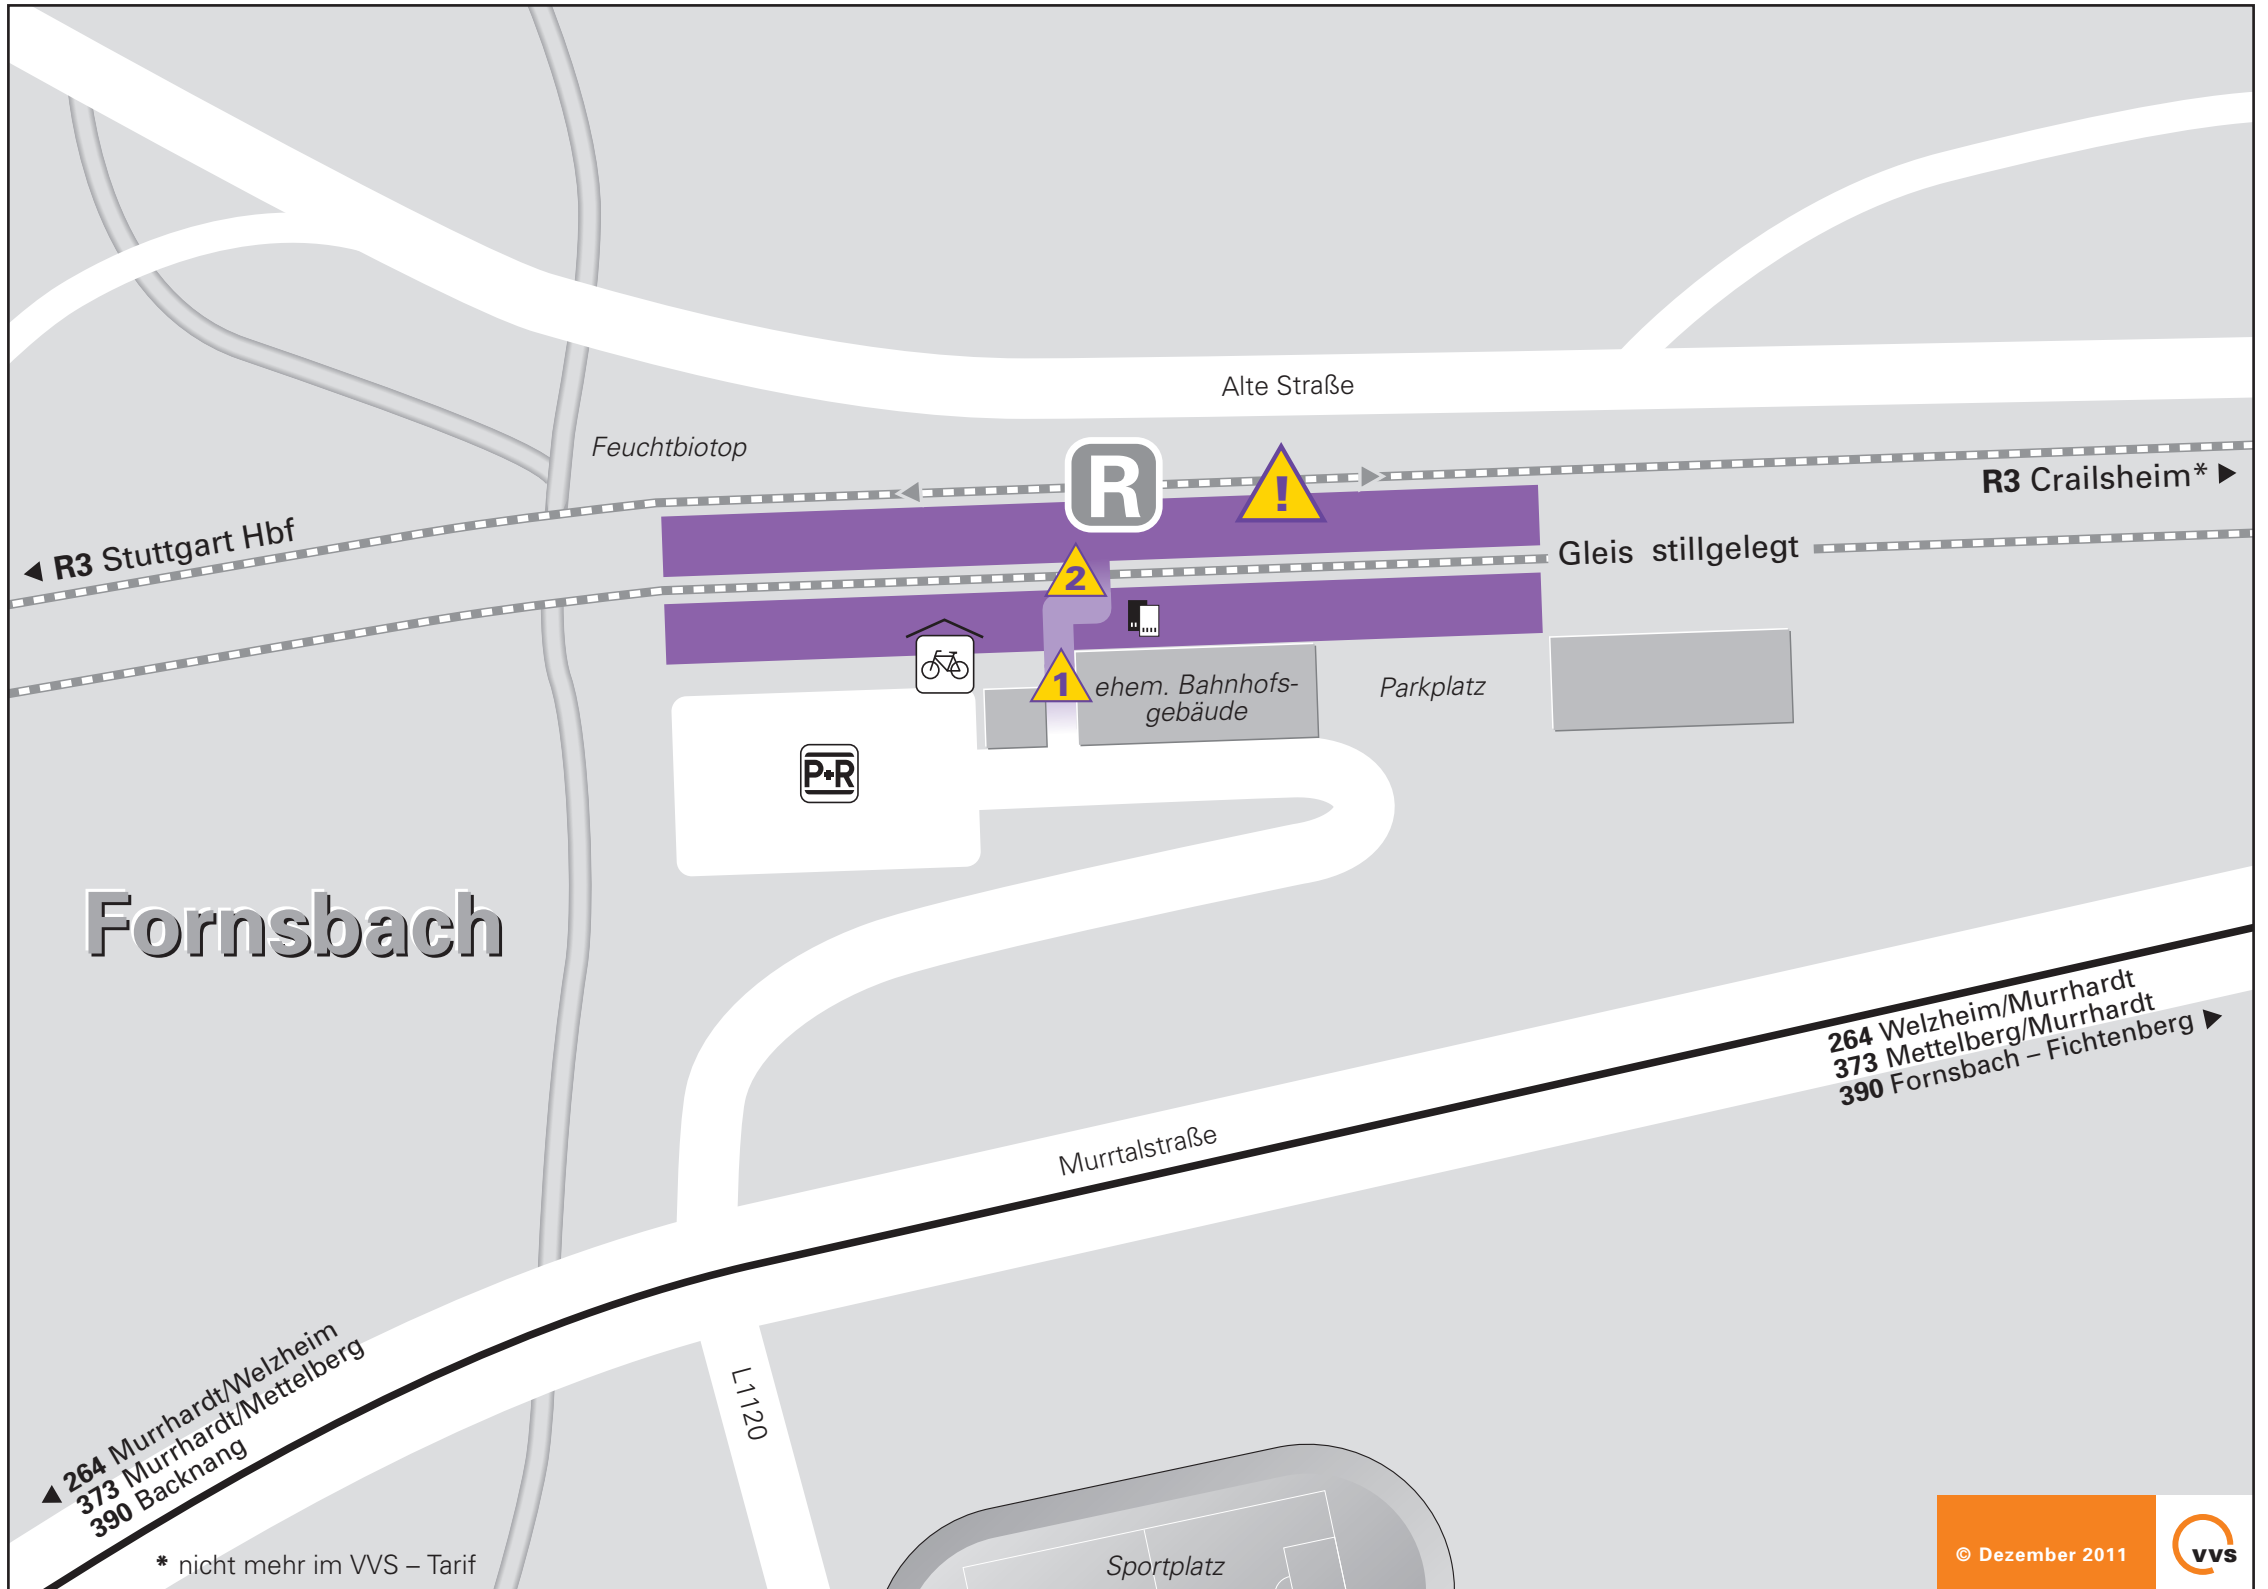 Alte Straße
Feuchtbiotop
R
!
R3 Crailsheim*
R3 Stuttgart Hbf
Gleis stillgelegt
2
1
ehem. Bahnhofs-
gebäude
Parkplatz
P+R
Fornsbach
264 Welzheim/Murrhardt
373 Mettelberg/Murrhardt
390 Fornsbach – Fichtenberg
Murrtalstraße
264 Murrhardt/Welzheim
373 Murrhardt/Mettelberg
390 Backnang
L1120
* nicht mehr im VVS – Tarif
Sportplatz
© Dezember 2011
vvs